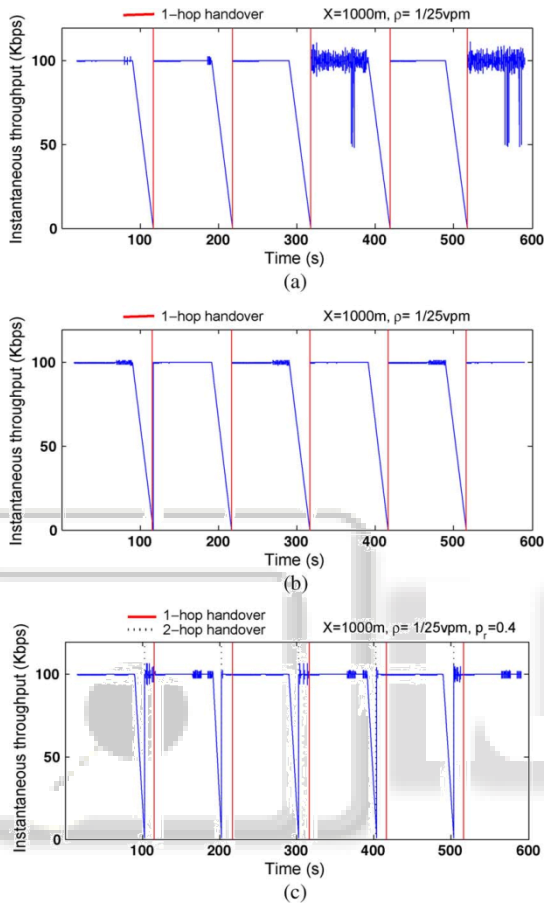 1-hop handover X=1000m, ρ= 1/25vpm
Instantaneous throughput (Kbps)
100
50
0
100 200 300 400 500 600
Time (s)
(a)
1-hop handover X=1000m, ρ= 1/25vpm
Instantaneous throughput (Kbps)
100
50
0
100 200 300 400 500 600
Time (s)
(b)
1-hop handover
2-hop handover X=1000m, ρ= 1/25vpm, pr=0.4
Instantaneous throughput (Kbps)
100
50
0
100 200 300 400 500 600
Time (s)
(c)